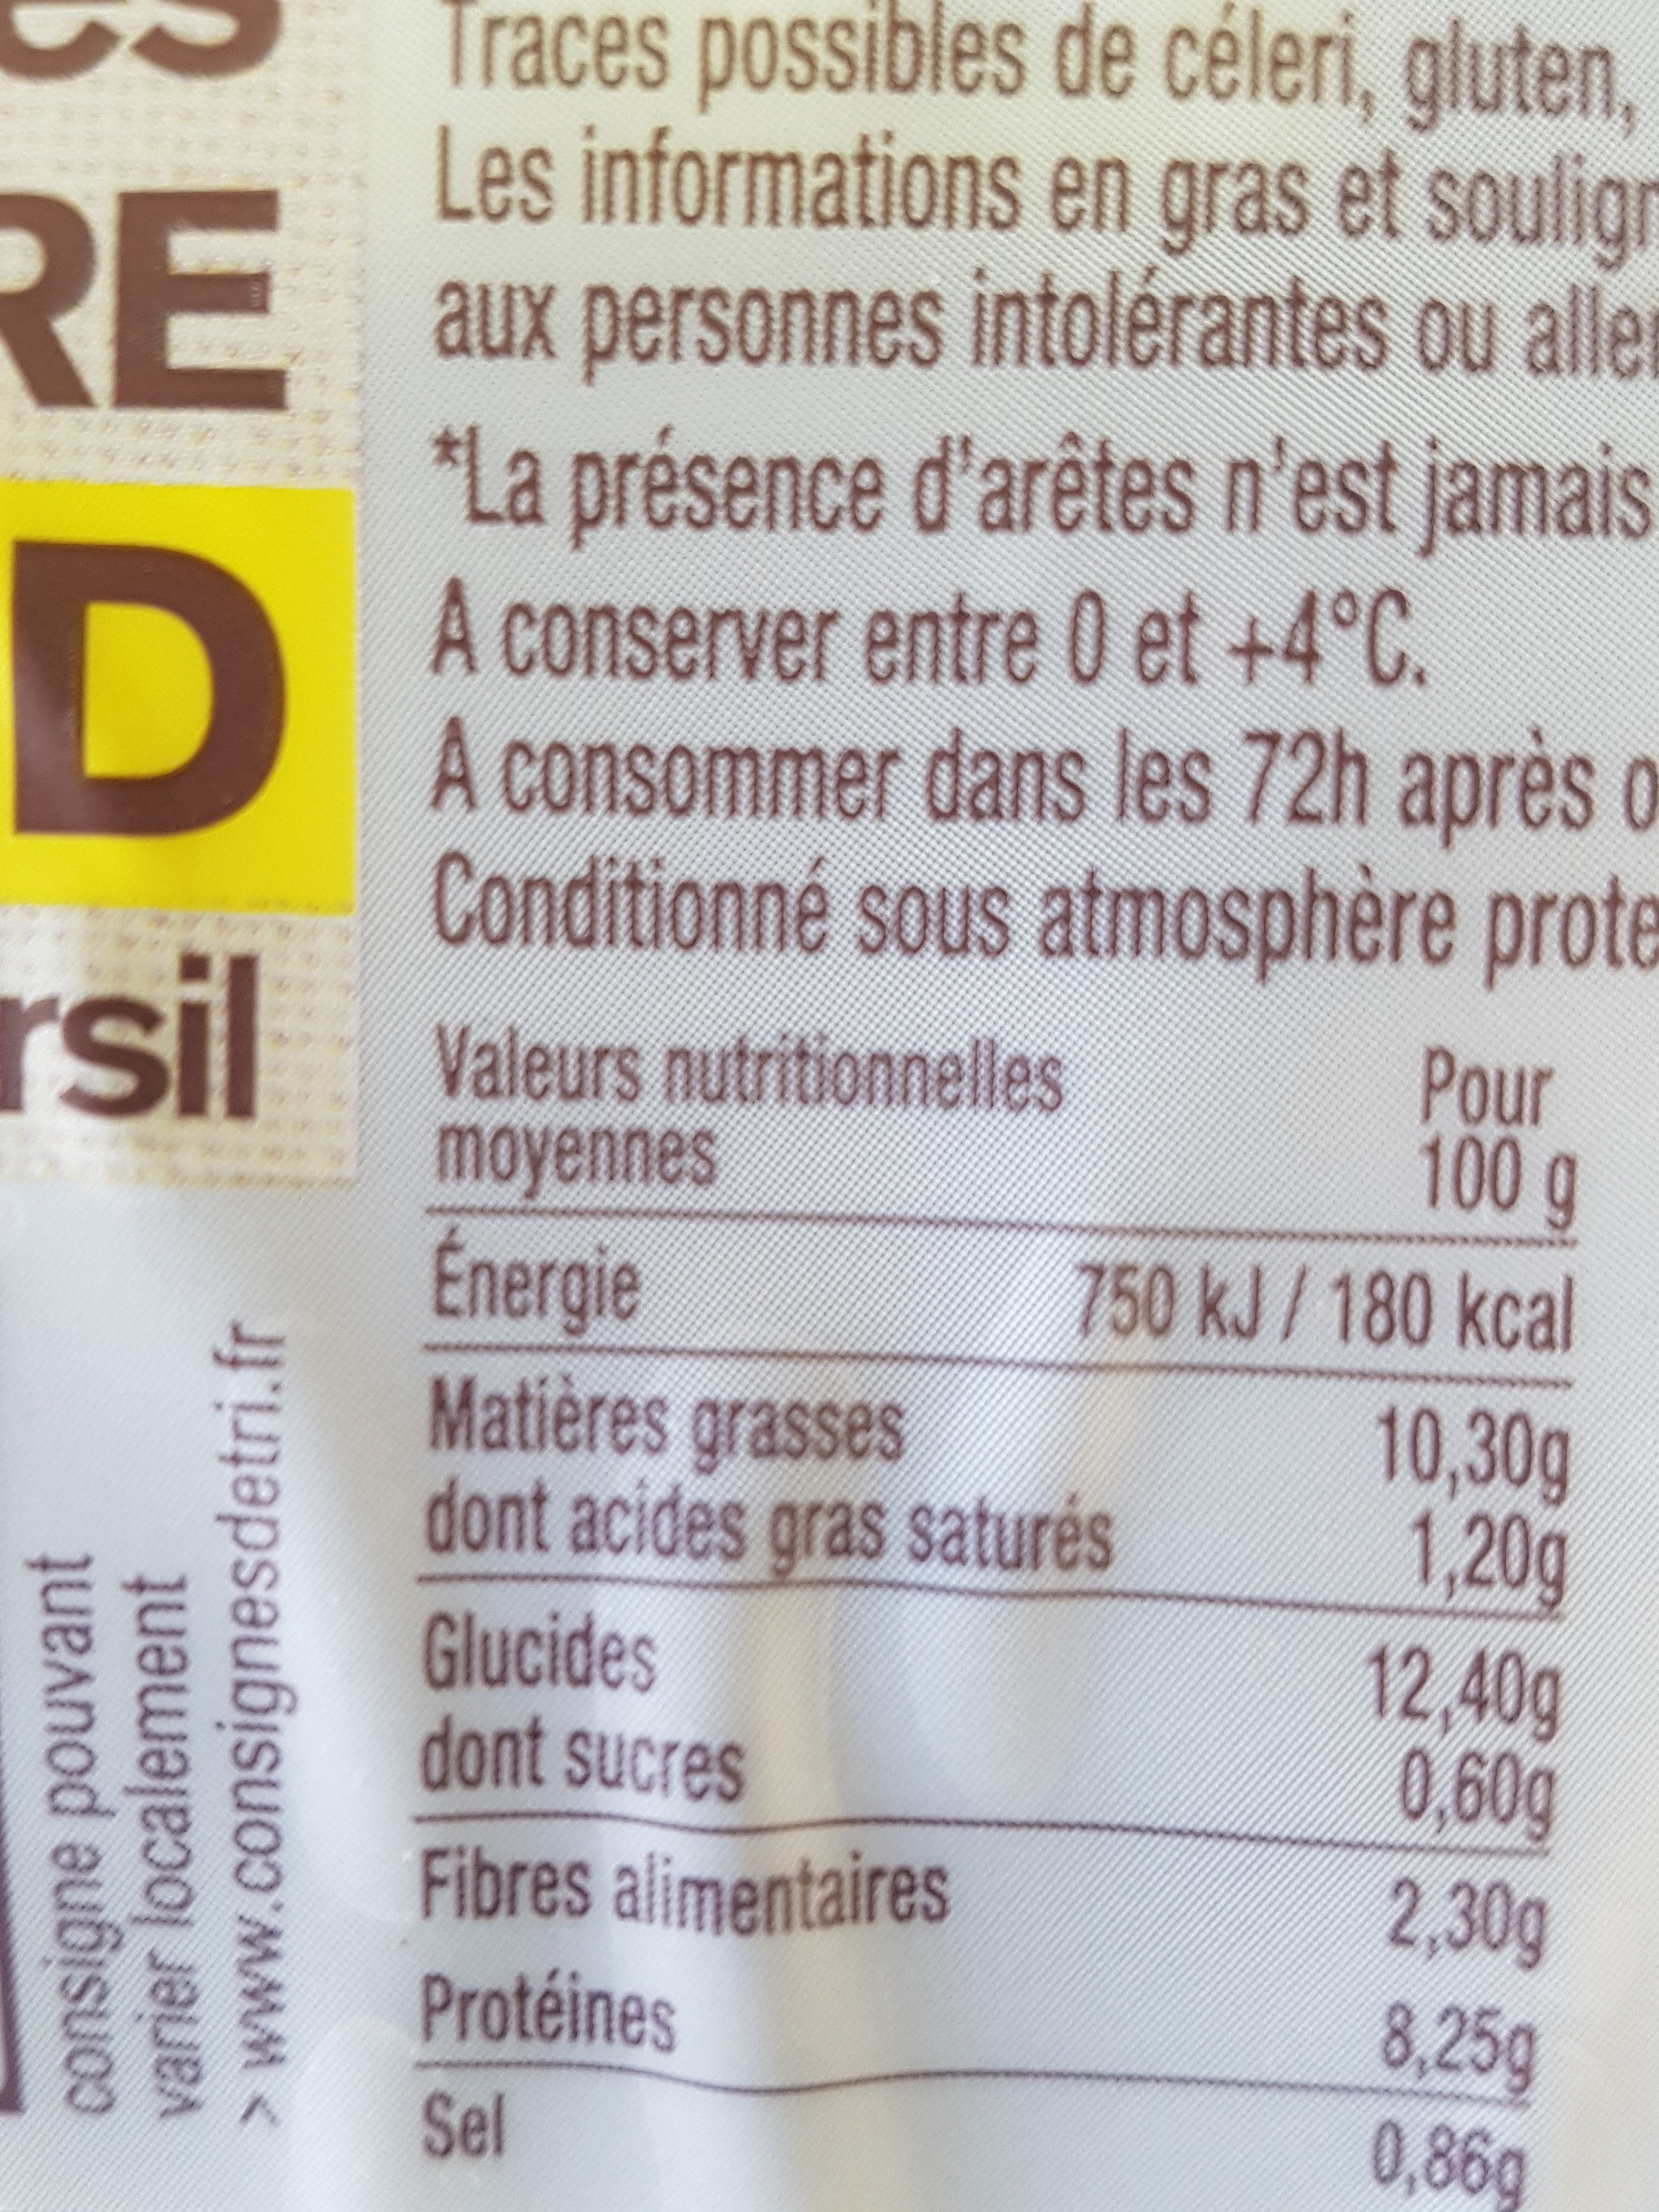 es
RE
D
rsil
Traces possibles de céleri, gluten,
Les informations en gras et soulign
aux personnes intolérantes ou aller
*La présence d'arêtes n'est jamais
A conserver entre 0 et +4°C.
A consommer dans les 72h après o
Conditionné sous atmosphère prote
Valeurs nutritionnelles moyennes Pour 100 g
Énergie 750 kJ / 180 kcal
Matières grasses 10,30g
dont acides gras saturés 1,20g
Glucides 12,40g
dont sucres 0,60g
Fibres alimentaires 2,30g
Protéines 8,25g
Sel 0,86g
consigne pouvant
varier localement
> www.consignesdetri.fr